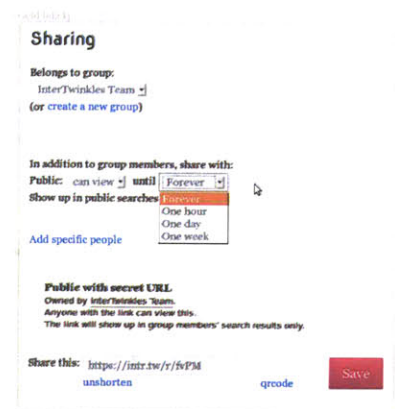 Sharing
Belongs to group:
InterTwinkles Team
(or create a new group)
In addition to group members, share with:
Public: can view until Forever
Show up in public searches Forever
One hour
One day
Add specific people One week
Public with secret URL
Owned by InterTwinkles Team.
Anyone with the link can view this.
The link will show up in group members' search results only.
Share this: https://intr.tw/r/fvPM
unshorten qrcode Save